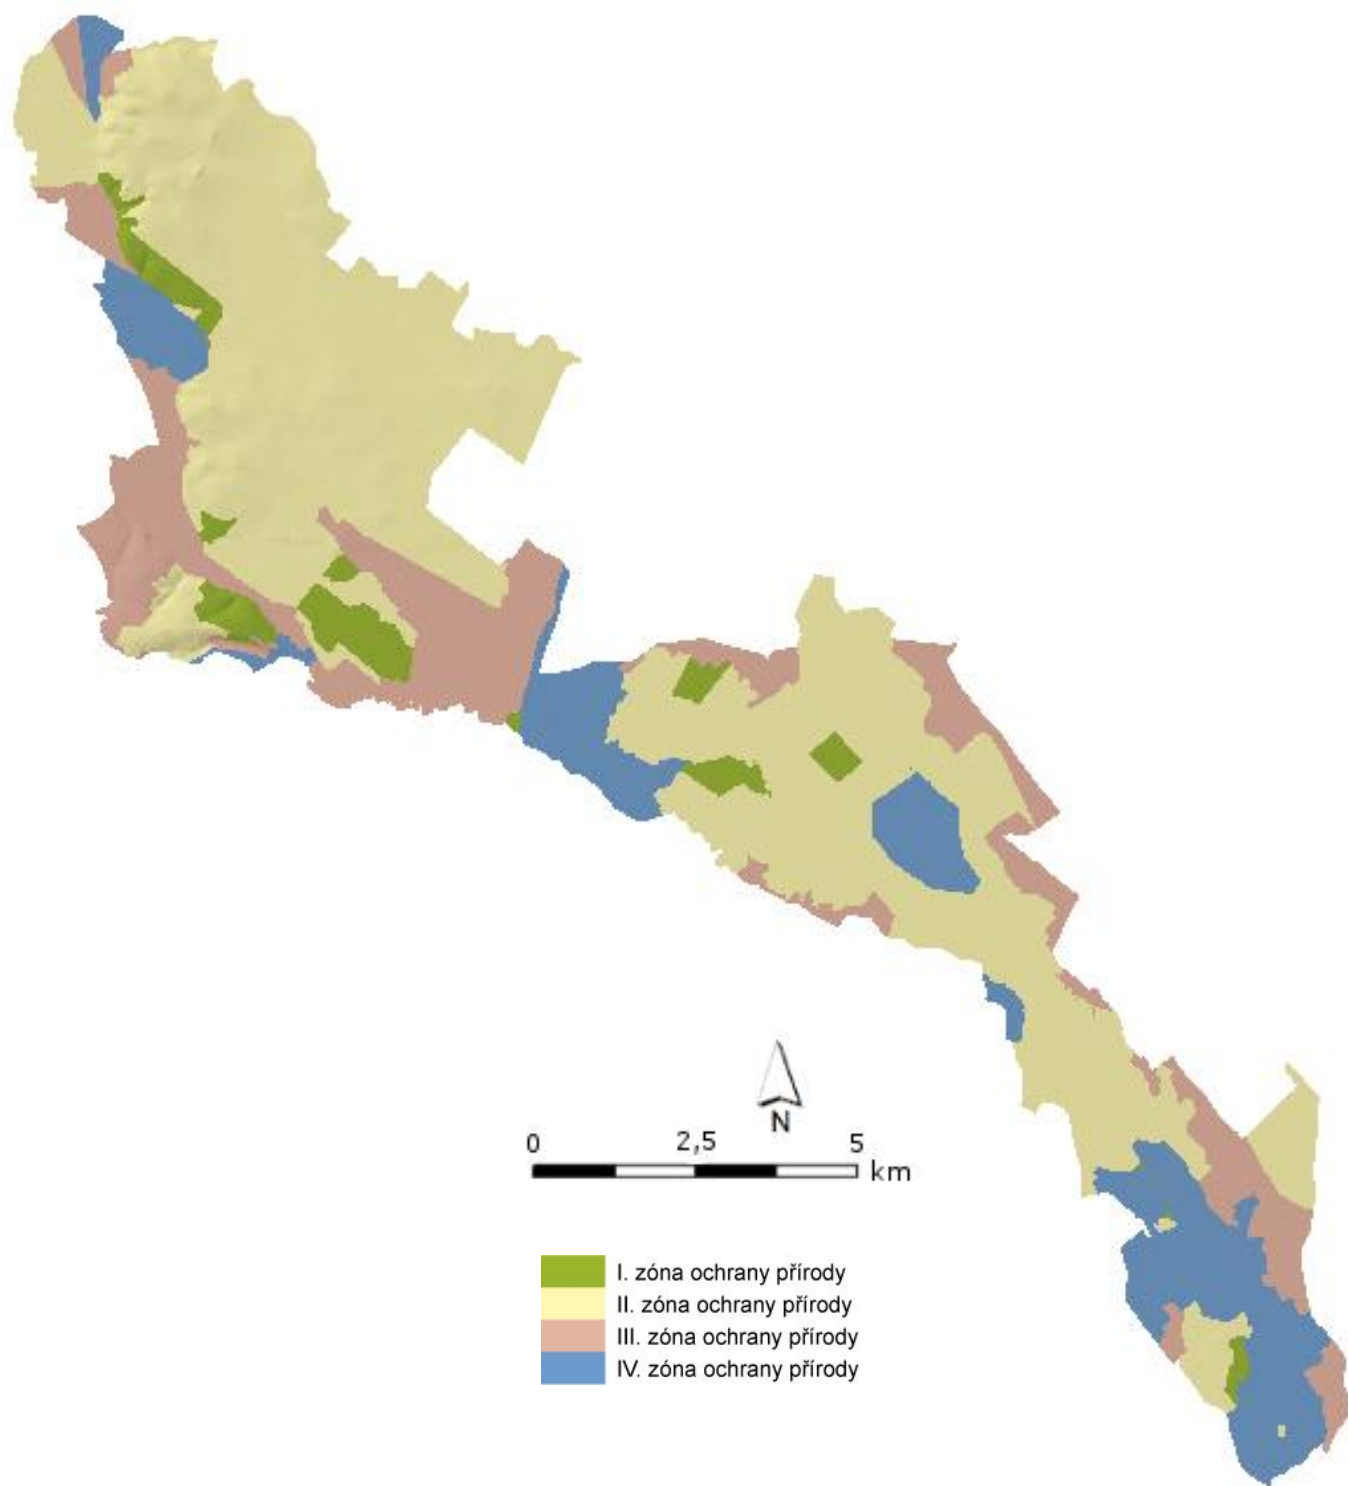 N
0 2,5 5
km
I. zóna ochrany přírody
II. zóna ochrany přírody
III. zóna ochrany přírody
IV. zóna ochrany přírody